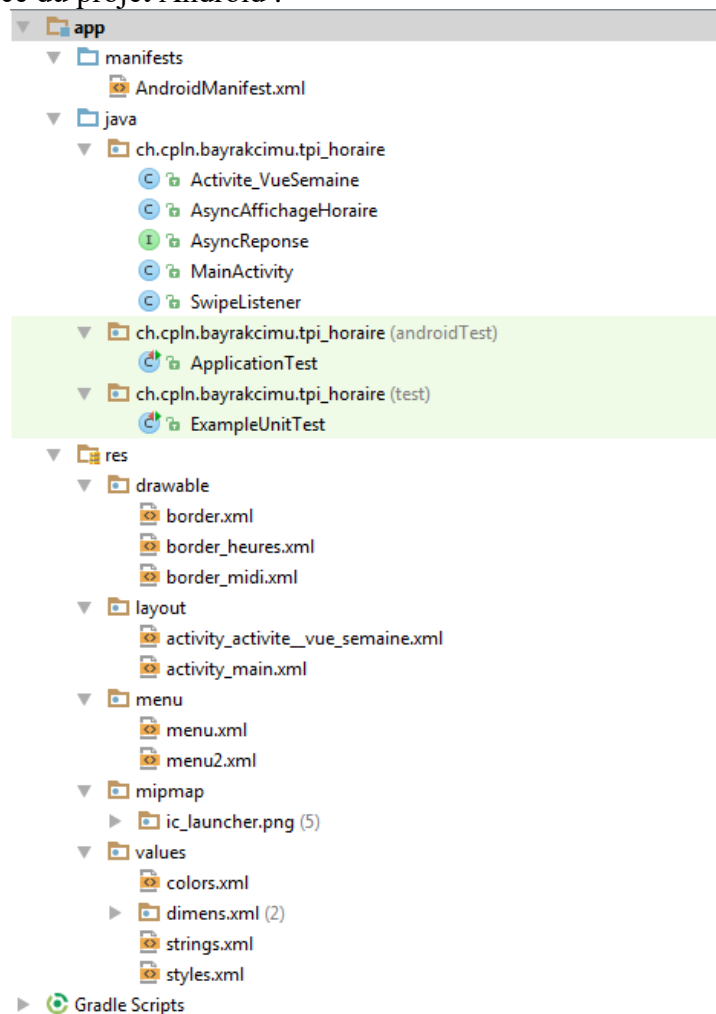 du projet Android :
app
manifests
AndroidManifest.xml
java
ch.cpln.bayrakcimu.tpi_horaire
Activite_VueSemaine
AsyncAffichageHoraire
AsyncReponse
MainActivity
SwipeListener
ch.cpln.bayrakcimu.tpi_horaire (androidTest)
ApplicationTest
ch.cpln.bayrakcimu.tpi_horaire (test)
ExampleUnitTest
res
drawable
border.xml
border_heures.xml
border_midi.xml
layout
activity_activite__vue_semaine.xml
activity_main.xml
menu
menu.xml
menu2.xml
mipmap
ic_launcher.png (5)
values
colors.xml
dimens.xml (2)
strings.xml
styles.xml
Gradle Scripts